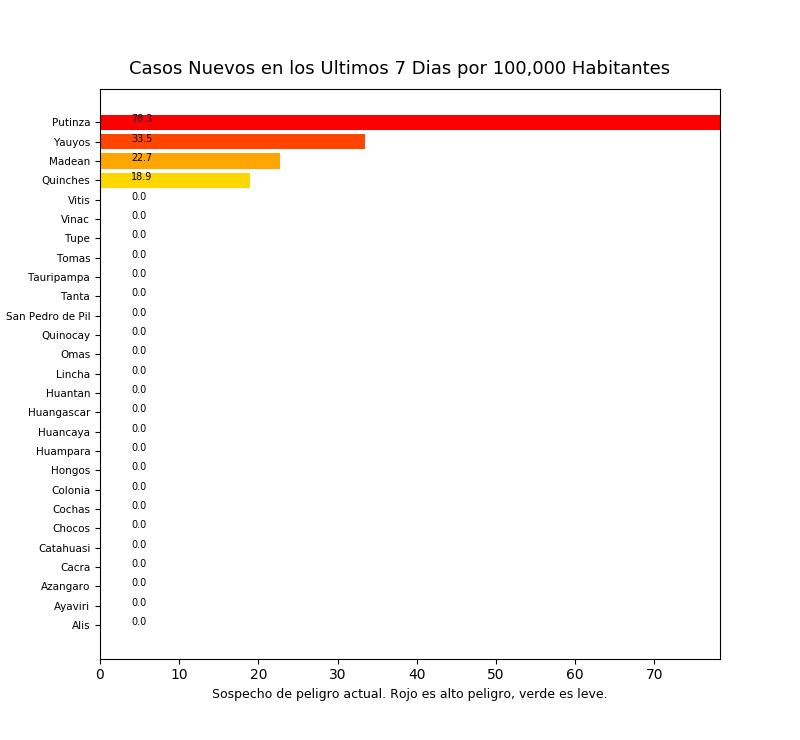 Casos Nuevos en los Ultimos 7 Dias por 100,000 Habitantes
Putinza 78.3
Yauyos 33.5
Madean 22.7
Quinches 18.9
Vitis 0.0
Vinac 0.0
Tupe 0.0
Tomas 0.0
Tauripampa 0.0
Tanta 0.0
San Pedro de Pil 0.0
Quinocay 0.0
Omas 0.0
Lincha 0.0
Huantan 0.0
Huangascar 0.0
Huancaya 0.0
Huampara 0.0
Hongos 0.0
Colonia 0.0
Cochas 0.0
Chocos 0.0
Catahuasi 0.0
Cacra 0.0
Azangaro 0.0
Ayaviri 0.0
Alis 0.0
0 10 20 30 40 50 60 70
Sospecho de peligro actual. Rojo es alto peligro, verde es leve.